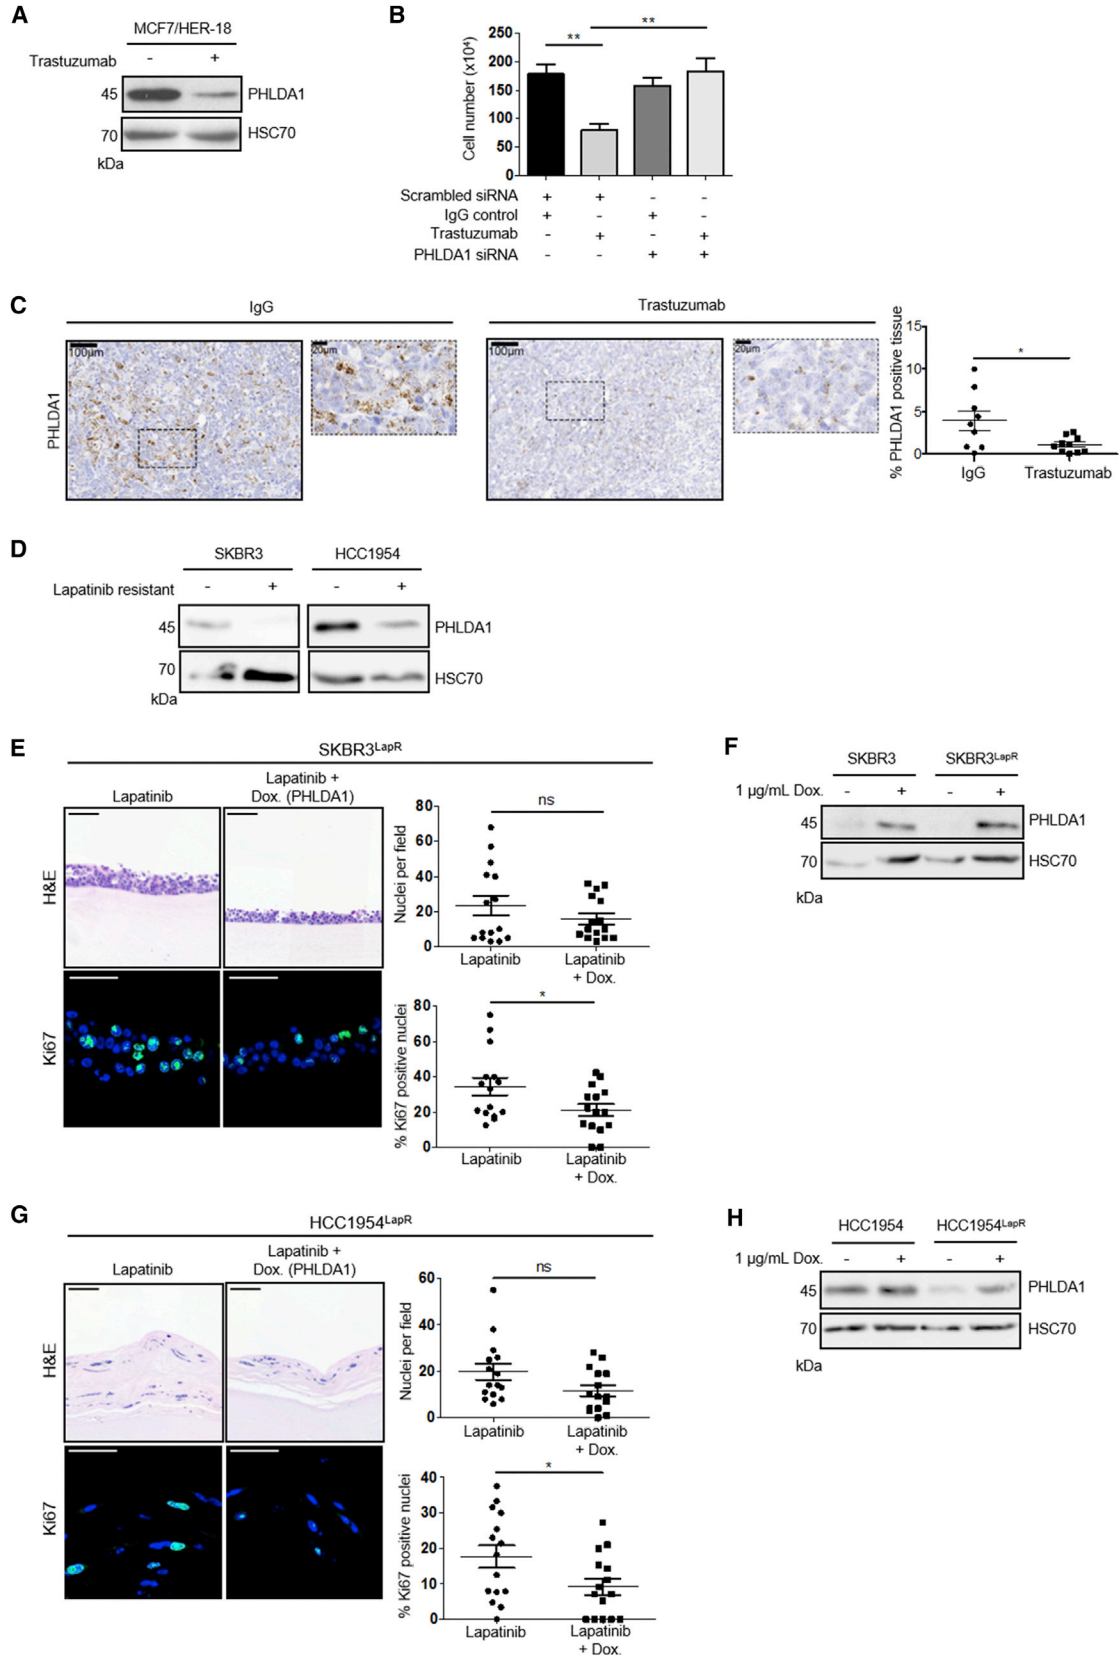 A
MCF7/HER-18
Trastuzumab - +
45 PHLDA1
70 HSC70
kDa
B
** **
Cell number (x10⁴)
250
200
150
100
50
0
Scrambled siRNA + + - -
IgG control + - + -
Trastuzumab - + - +
PHLDA1 siRNA - - + +
C
IgG
Trastuzumab
PHLDA1
100µm
20µm
100µm
20µm
% PHLDA1 positive tissue
15
10
5
0
*
IgG Trastuzumab
D
SKBR3 HCC1954
Lapatinib resistant - + - +
45 PHLDA1
70 HSC70
kDa
E
SKBR3ᴸᵃᵖᴿ
Lapatinib
Lapatinib +
Dox. (PHLDA1)
H&E
Ki67
Nuclei per field
80
60
40
20
0
ns
Lapatinib Lapatinib
+ Dox.
% Ki67 positive nuclei
80
60
40
20
0
*
Lapatinib Lapatinib
+ Dox.
F
SKBR3 SKBR3ᴸᵃᵖᴿ
1 µg/mL Dox. - + - +
45 PHLDA1
70 HSC70
kDa
G
HCC1954ᴸᵃᵖᴿ
Lapatinib
Lapatinib +
Dox. (PHLDA1)
H&E
Ki67
Nuclei per field
60
40
20
0
ns
Lapatinib Lapatinib
+ Dox.
% Ki67 positive nuclei
40
30
20
10
0
*
Lapatinib Lapatinib
+ Dox.
H
HCC1954 HCC1954ᴸᵃᵖᴿ
1 µg/mL Dox. - + - +
45 PHLDA1
70 HSC70
kDa